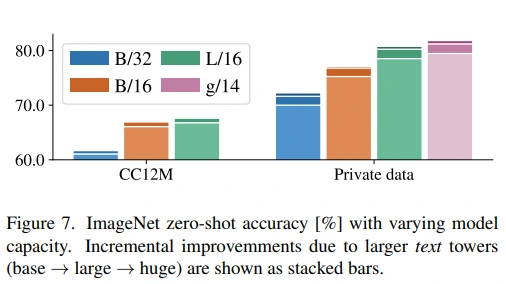 80.0
70.0
60.0
B/32
L/16
B/16
g/14
CC12M
Private data
Figure 7. ImageNet zero-shot accuracy [%] with varying model
capacity. Incremental improvemments due to larger text towers
(base → large → huge) are shown as stacked bars.